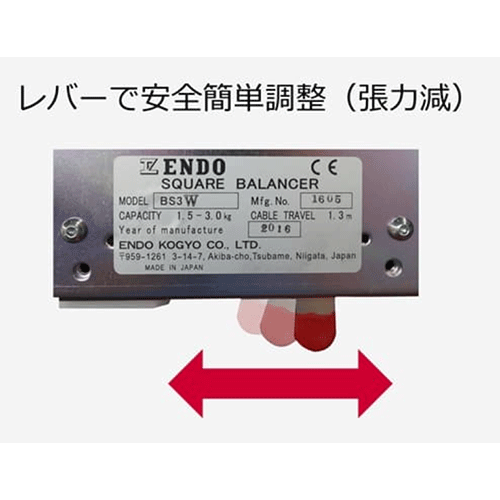 レバーで安全簡単調整（張力減）
ENDO CE
SQUARE BALANCER
MODEL BS3W Mfg. No. 1605
CAPACITY 1.5-3.0kg CABLE TRAVEL 1.3m
Year of manufacture 2016
ENDO KOGYO CO., LTD.
〒959-1261 3-14-7, Akiba-cho, Tsubame, Niigata, Japan
MADE IN JAPAN